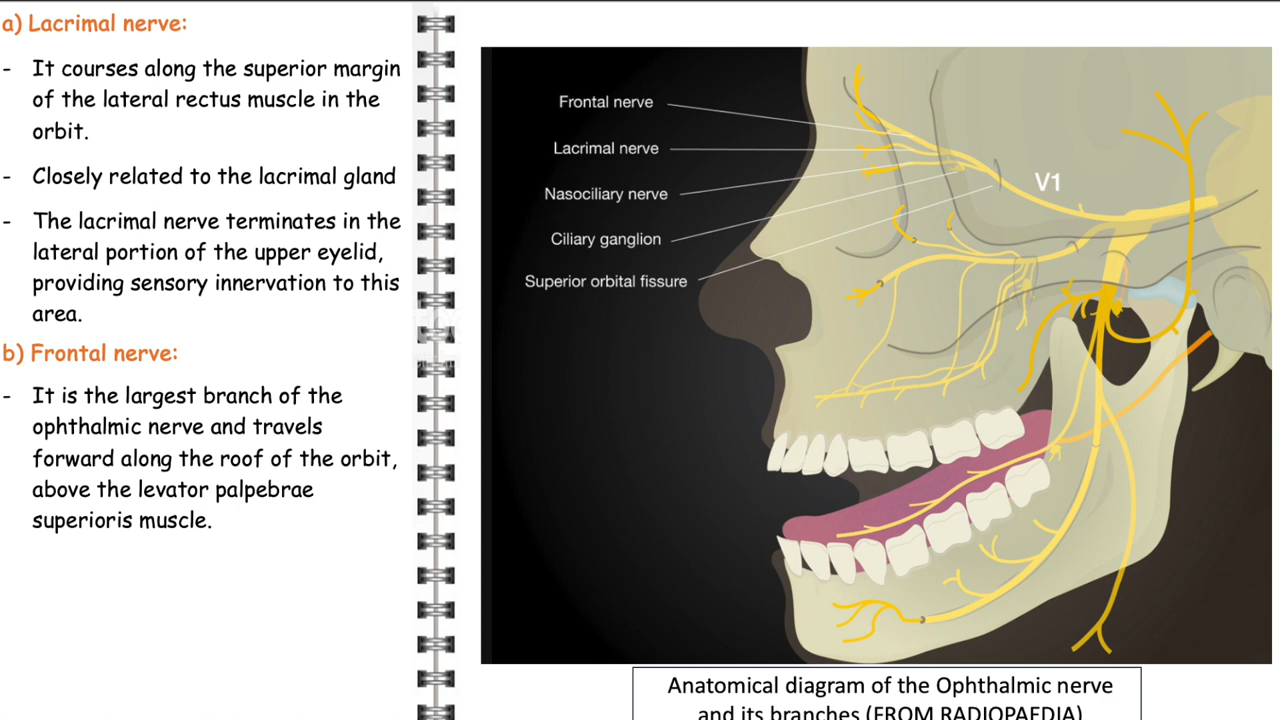 a) Lacrimal nerve:
- It courses along the superior margin
of the lateral rectus muscle in the
orbit.
- Closely related to the lacrimal gland
- The lacrimal nerve terminates in the
lateral portion of the upper eyelid,
providing sensory innervation to this
area.
b) Frontal nerve:
- It is the largest branch of the
ophthalmic nerve and travels
forward along the roof of the orbit,
above the levator palpebrae
superioris muscle.
Frontal nerve
Lacrimal nerve
Nasociliary nerve
Ciliary ganglion
Superior orbital fissure
V1
Anatomical diagram of the Ophthalmic nerve
and its branches (FROM RADIOPAEDIA)